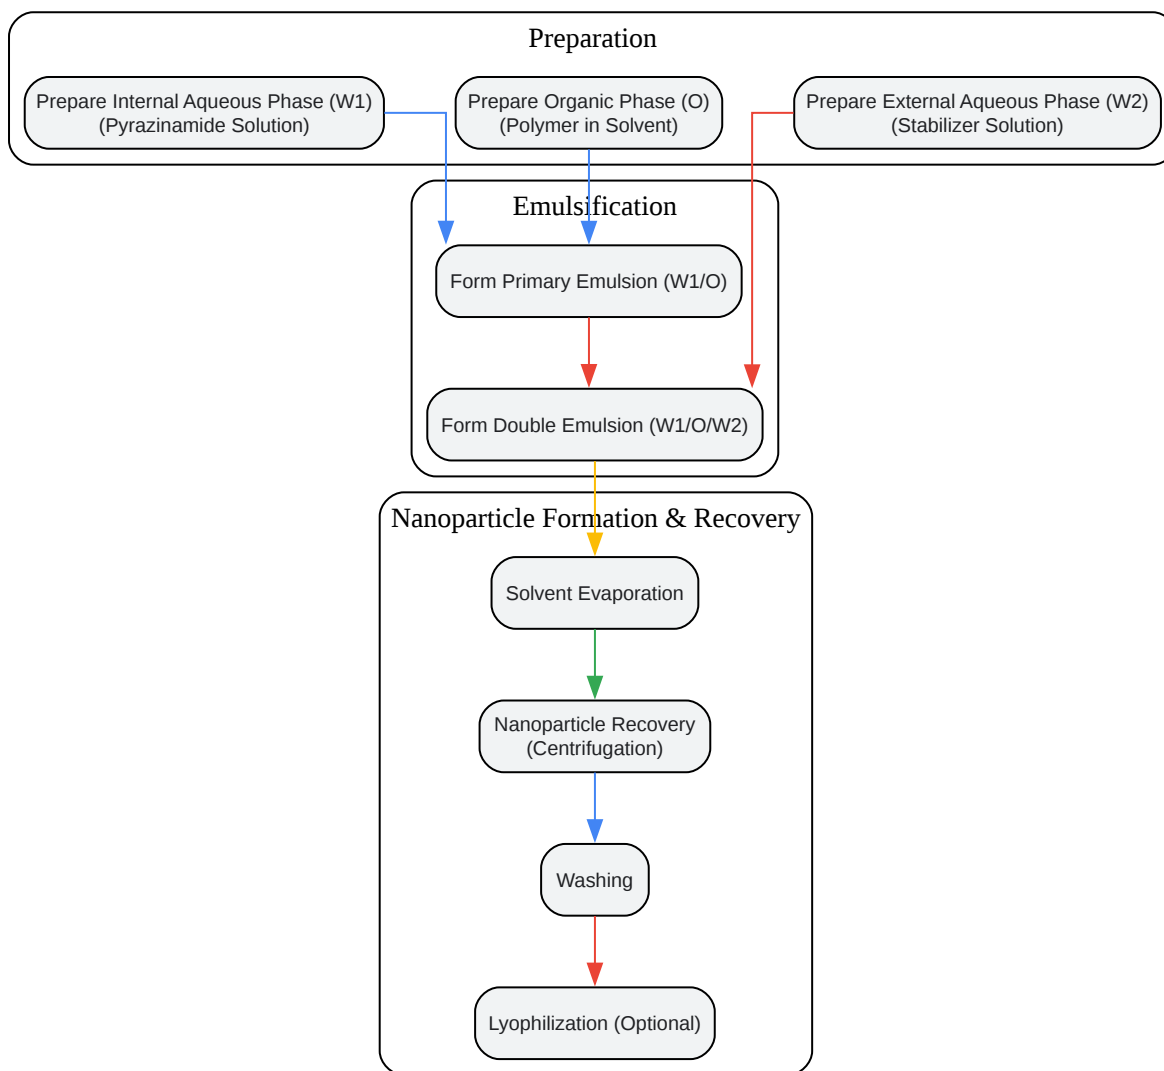 Preparation
Prepare Internal Aqueous Phase (W1)
(Pyrazinamide Solution)
Prepare Organic Phase (O)
(Polymer in Solvent)
Prepare External Aqueous Phase (W2)
(Stabilizer Solution)
Emulsification
Form Primary Emulsion (W1/O)
Form Double Emulsion (W1/O/W2)
Nanoparticle Formation & Recovery
Solvent Evaporation
Nanoparticle Recovery
(Centrifugation)
Washing
Lyophilization (Optional)